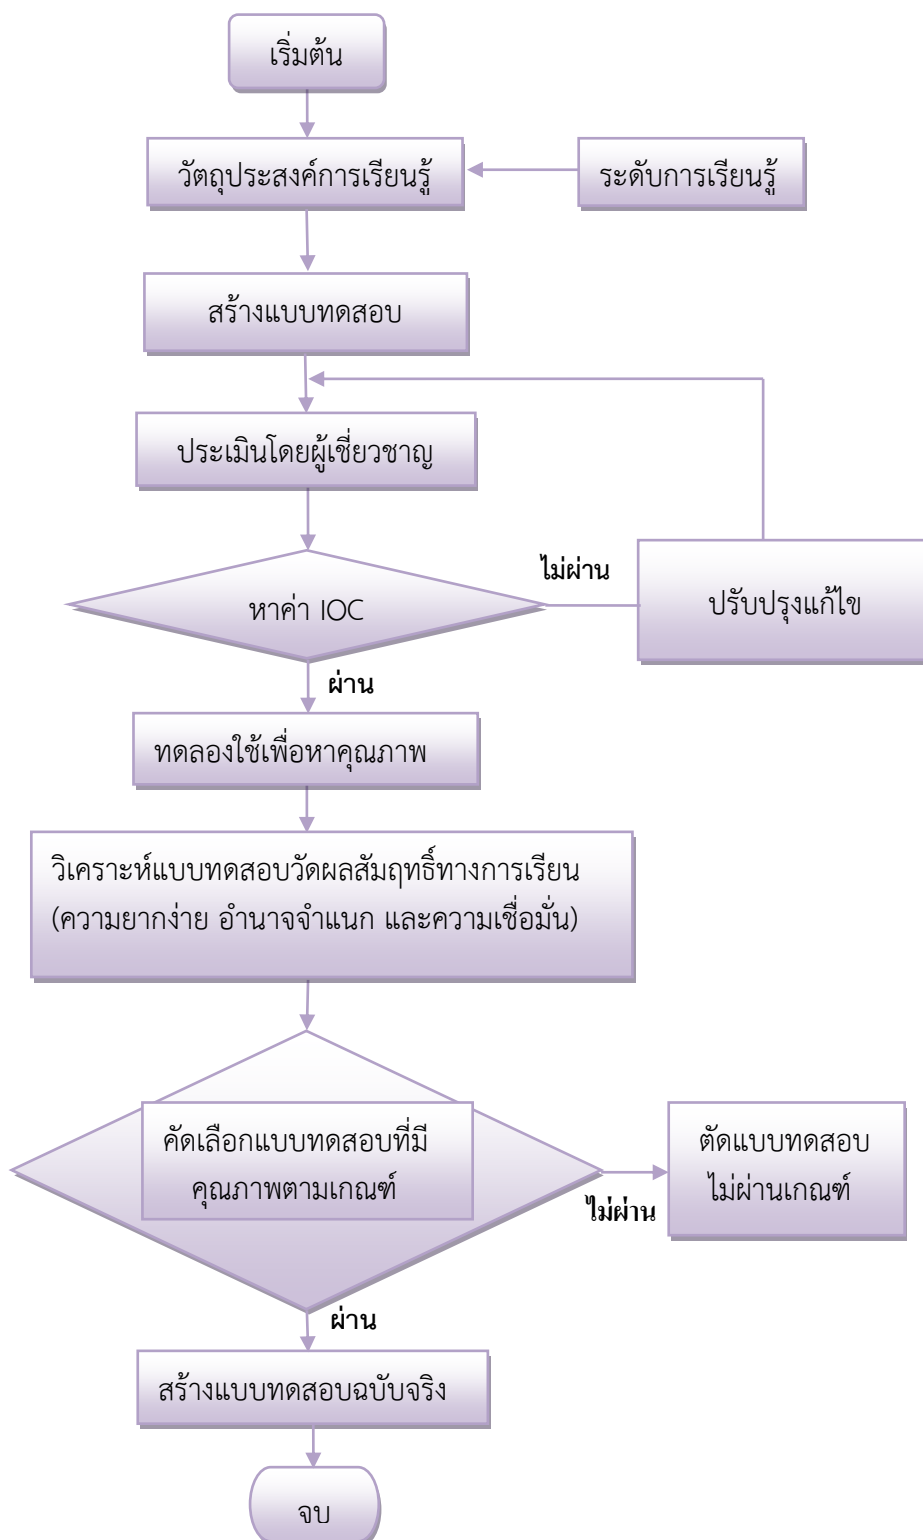 เริ่มต้น
วัตถุประสงค์การเรียนรู้
ระดับการเรียนรู้
สร้างแบบทดสอบ
ประเมินโดยผู้เชี่ยวชาญ
หาค่า IOC
ไม่ผ่าน
ปรับปรุงแก้ไข
ผ่าน
ทดลองใช้เพื่อหาคุณภาพ
วิเคราะห์แบบทดสอบวัดผลสัมฤทธิ์ทางการเรียน
(ความยากง่าย อำนาจจำแนก และความเชื่อมั่น)
คัดเลือกแบบทดสอบที่มี
คุณภาพตามเกณฑ์
ไม่ผ่าน
ตัดแบบทดสอบ
ไม่ผ่านเกณฑ์
ผ่าน
สร้างแบบทดสอบฉบับจริง
จบ